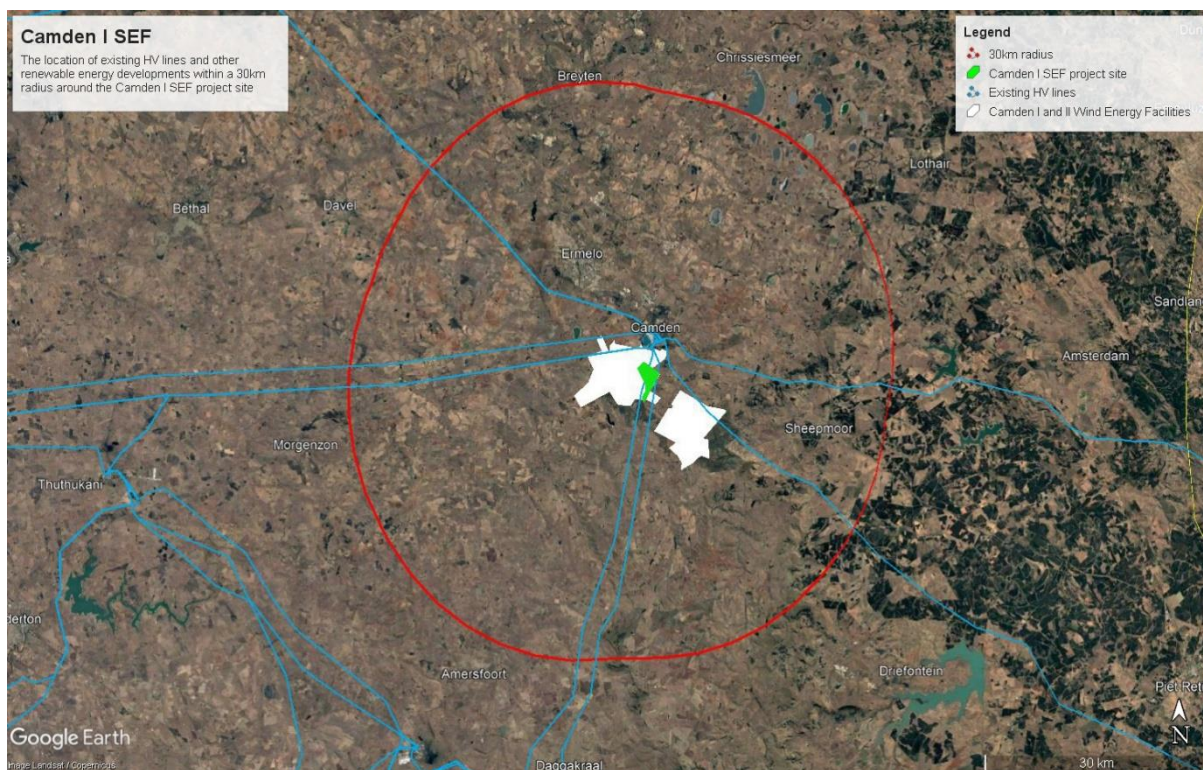 Camden I SEF
The location of existing HV lines and other
renewable energy developments within a 30km
radius around the Camden I SEF project site
Legend
30km radius
Camden I SEF project site
Existing HV lines
Camden I and II Wind Energy Facilities
Chrissiesmeer
Breyten
Lothair
Bethal
Davel
Ermelo
Sandlan
Camden
Amsterdam
Sheepmoor
Morgenzon
Thuthukani
derton
Amersfoort
Driefontein
Piet Ret
N
Google Earth
Image Landsat / Copernicus
Daggakraal
30 km